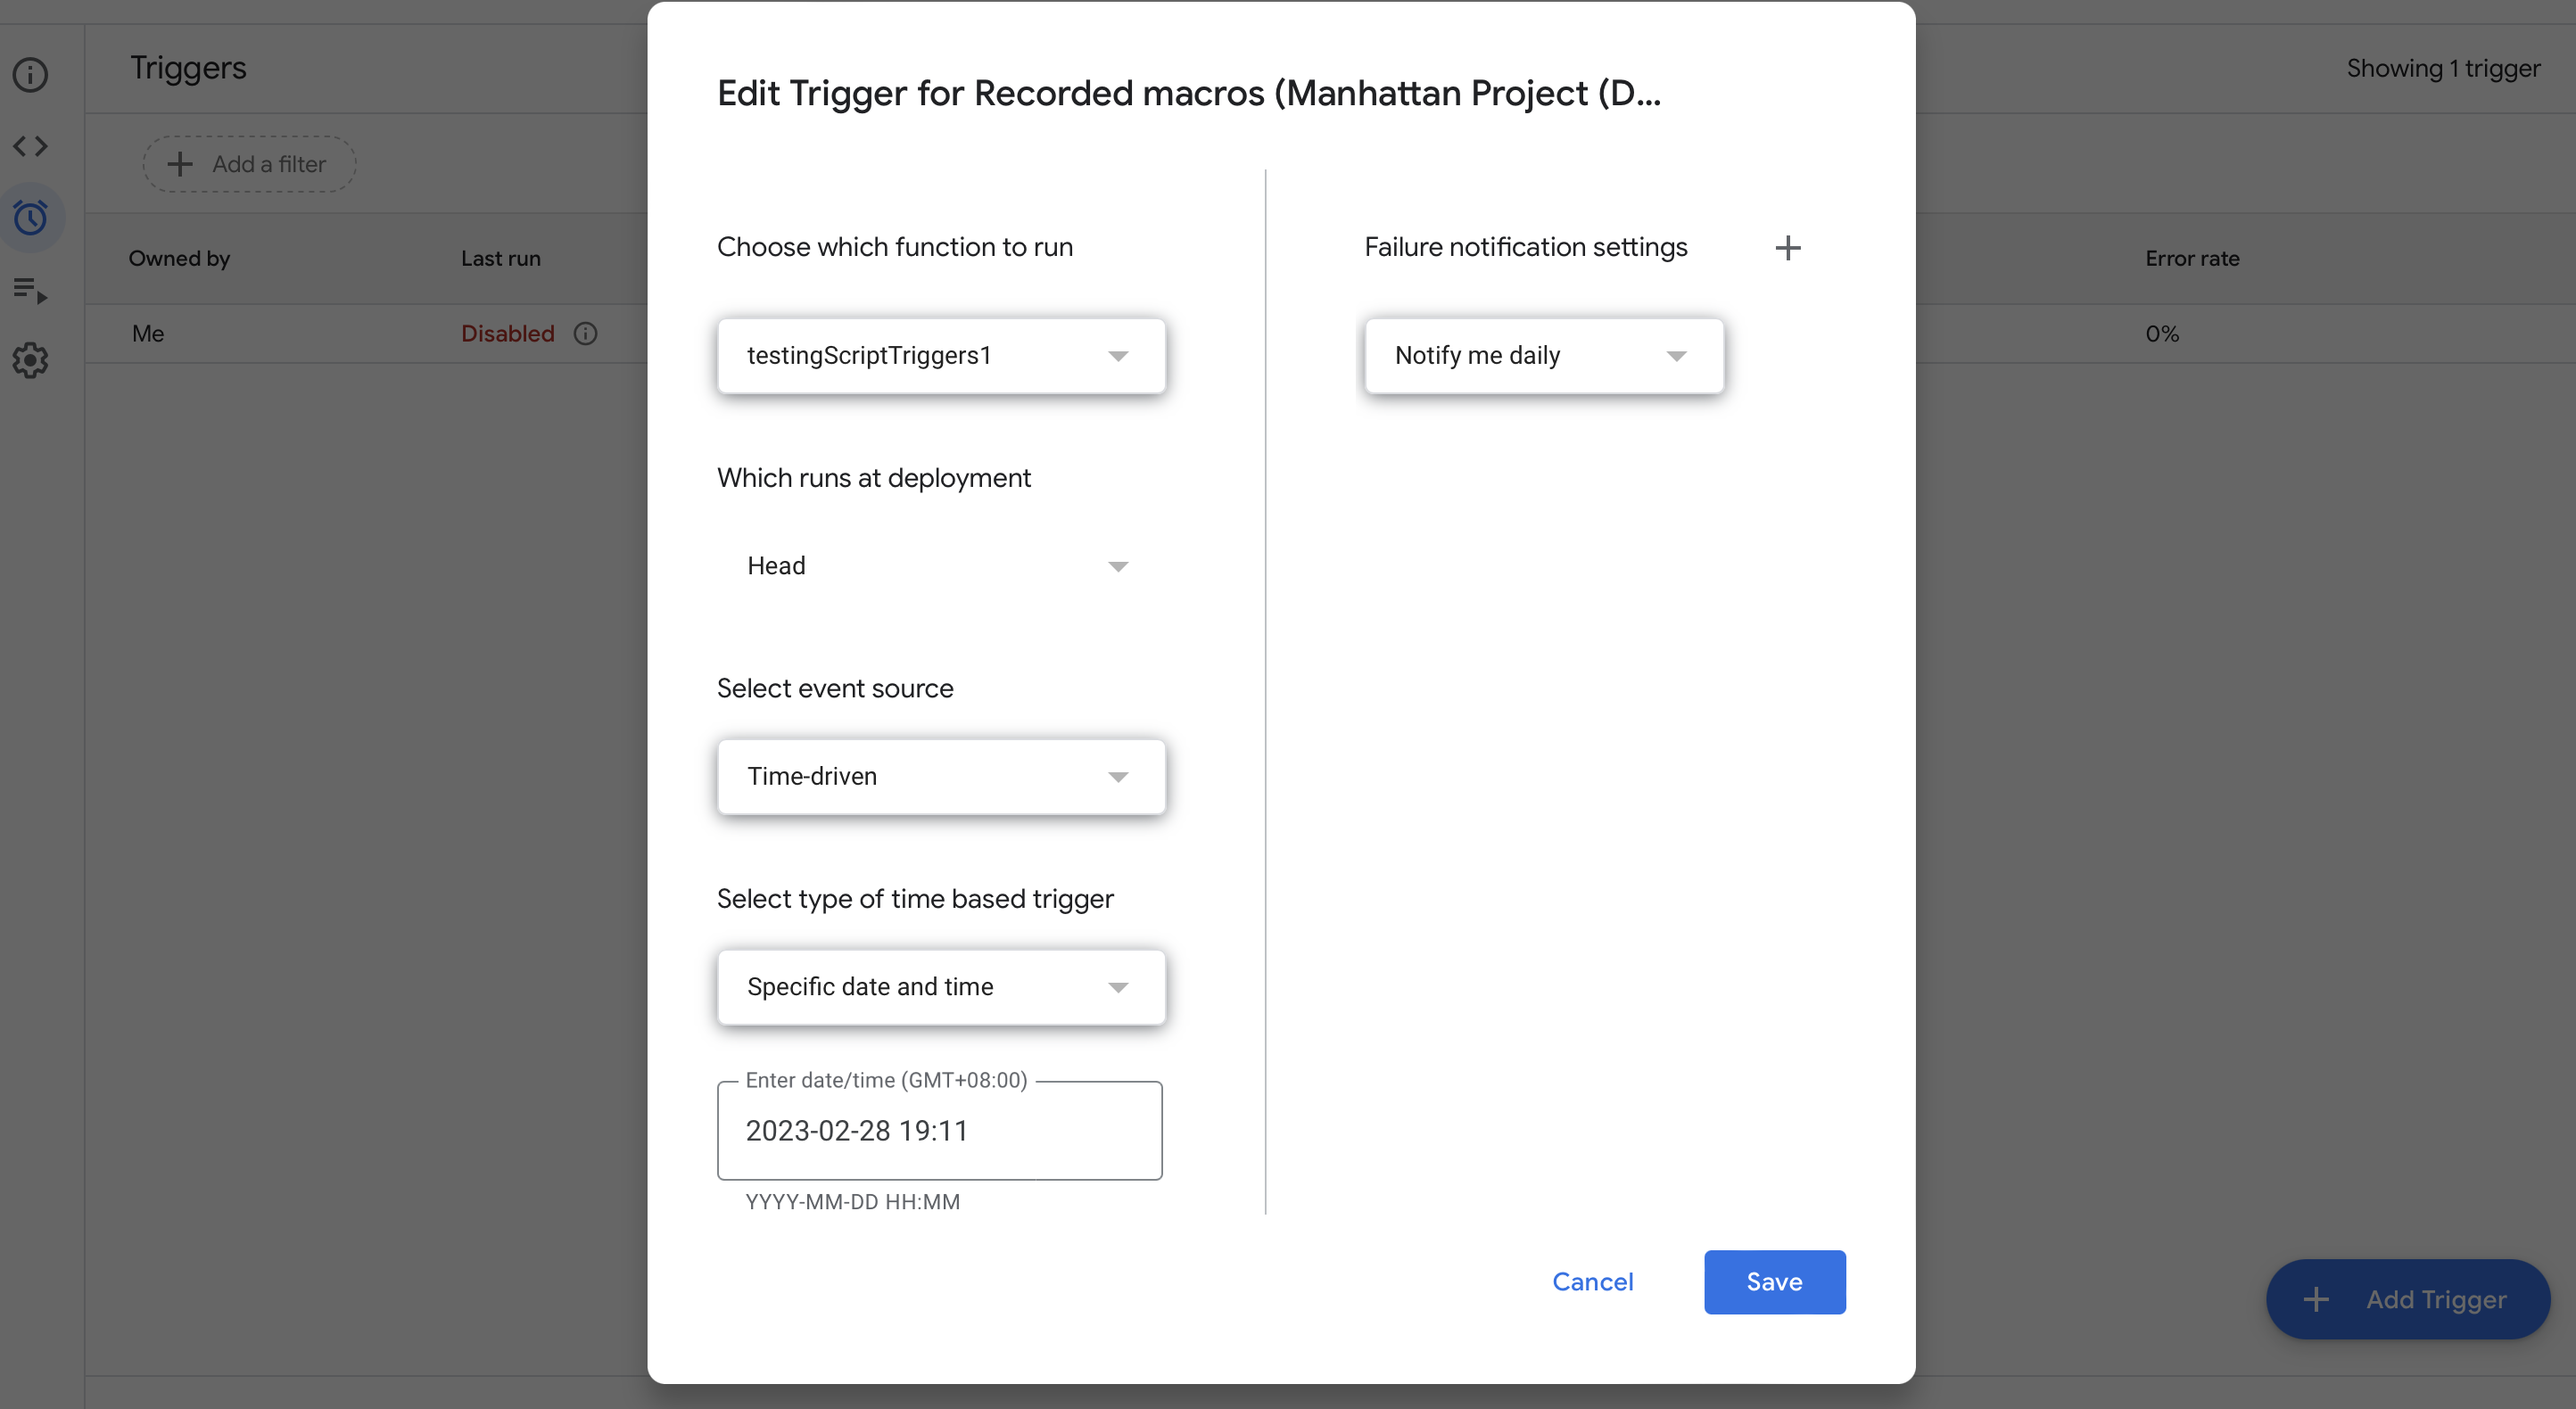 Triggers
Showing 1 trigger
Add a filter
Owned by
Last run
Error rate
Me
Disabled
0%
Edit Trigger for Recorded macros (Manhattan Project (D...
Choose which function to run
testingScriptTriggers1
Which runs at deployment
Head
Select event source
Time-driven
Select type of time based trigger
Specific date and time
Enter date/time (GMT+08:00)
2023-02-28 19:11
YYYY-MM-DD HH:MM
Failure notification settings
Notify me daily
Cancel
Save
Add Trigger